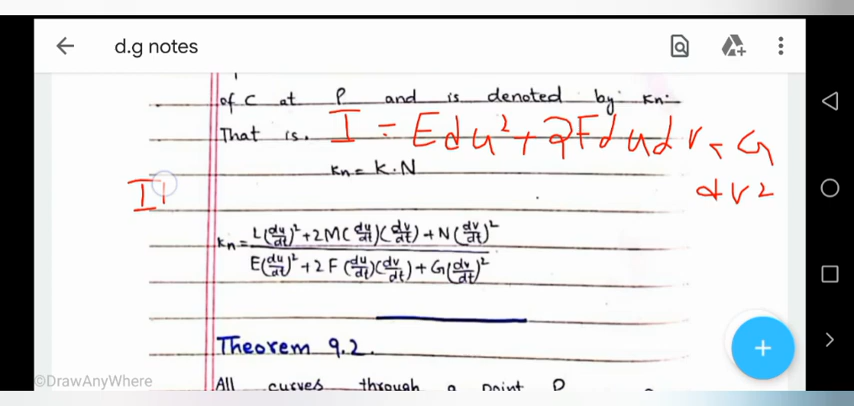 d.g notes
of C at P and is denoted by Kn.
That is. I = Edu² + 2Fdudv + G
dv2
Kn = K.N
II
Kn = L(du/dt)² + 2M(du/dt)(dv/dt) + N(dv/dt)²
E(du/dt)² + 2F(du/dt)(dv/dt) + G(dv/dt)²
Theorem 9.2.
All curves through a point P
©DrawAnyWhere